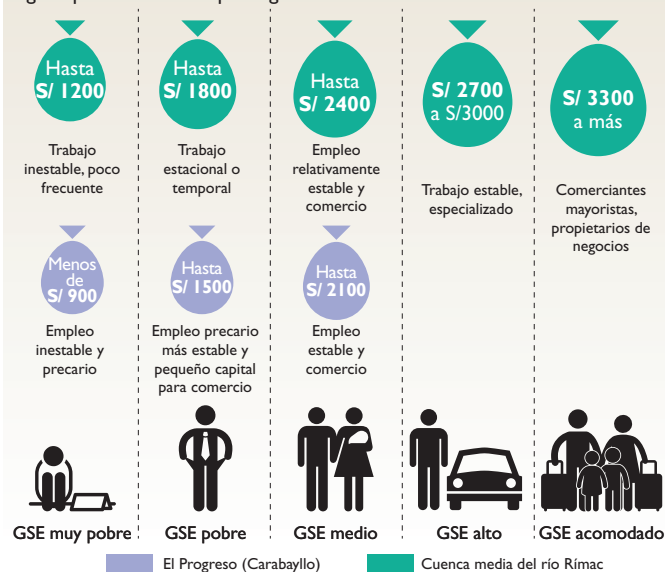 Hasta
S/ 1200
Trabajo
inestable, poco
frecuente
Hasta
S/ 1800
Trabajo
estacional o
temporal
Hasta
S/ 2400
Empleo
relativamente
estable y
comercio
S/ 2700
a S/3000
Trabajo estable,
especializado
S/ 3300
a más
Comerciantes
mayoristas,
propietarios de
negocios
Menos
de
S/ 900
Empleo
inestable y
precario
Hasta
S/ 1500
Empleo precario
más estable y
pequeño capital
para comercio
Hasta
S/ 2100
Empleo
estable y
comercio
GSE muy pobre
GSE pobre
GSE medio
GSE alto
GSE acomodado
El Progreso (Carabayllo)
Cuenca media del río Rímac